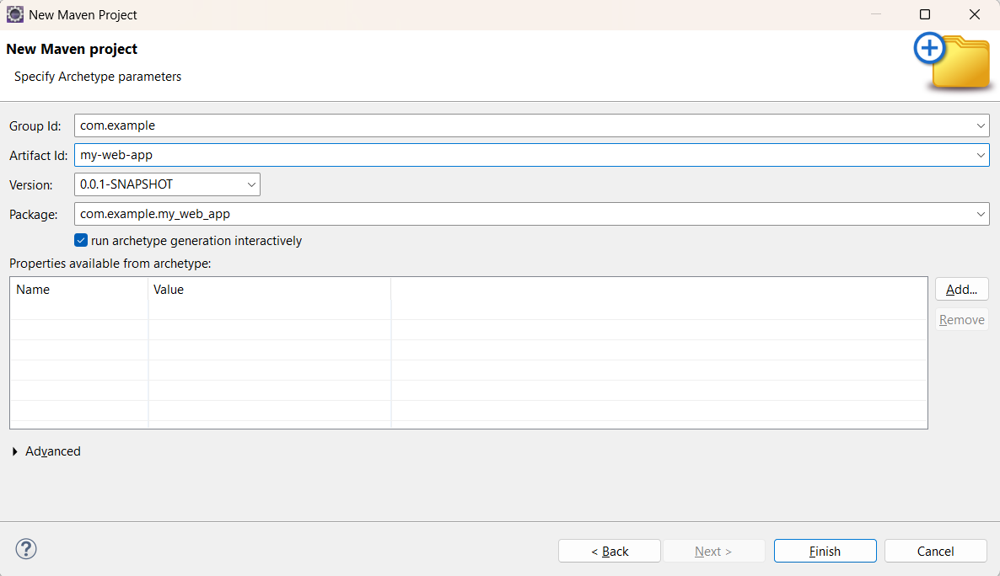 New Maven Project
New Maven project
Specify Archetype parameters
Group Id: com.example
Artifact Id: my-web-app
Version: 0.0.1-SNAPSHOT
Package: com.example.my_web_app
run archetype generation interactively
Properties available from archetype:
Name Value
Add...
Remove
Advanced
? < Back Next > Finish Cancel